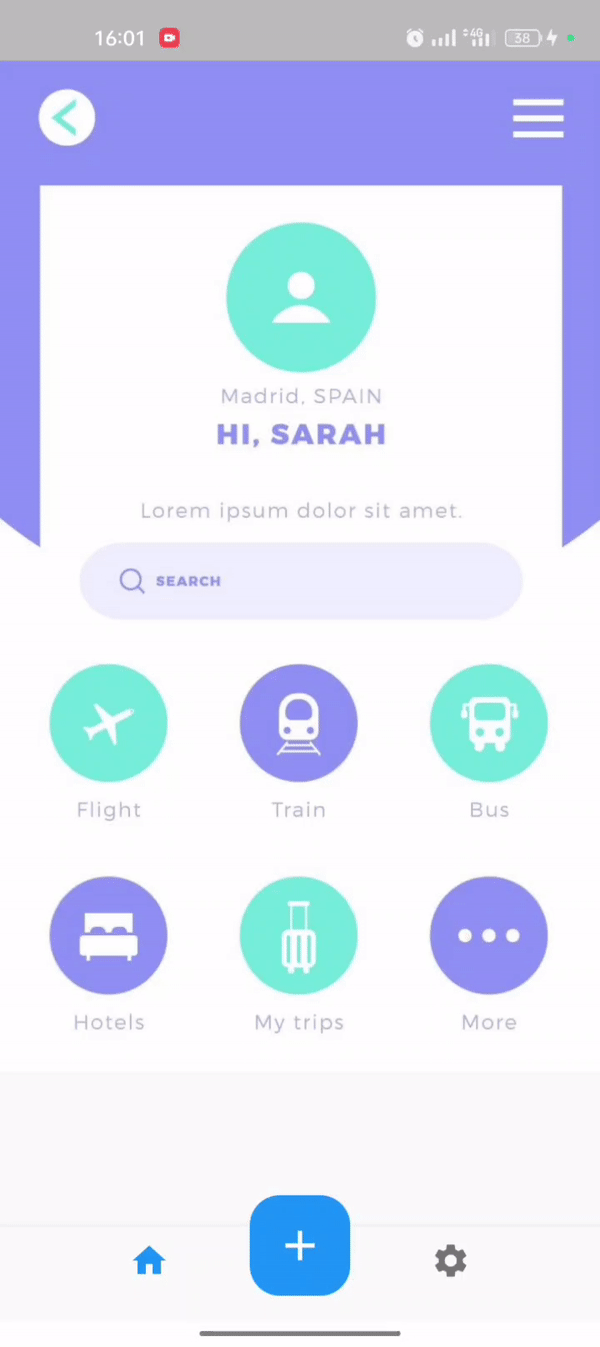 16:01
4G
38
Madrid, SPAIN
HI, SARAH
Lorem ipsum dolor sit amet.
SEARCH
Flight
Train
Bus
Hotels
My trips
More